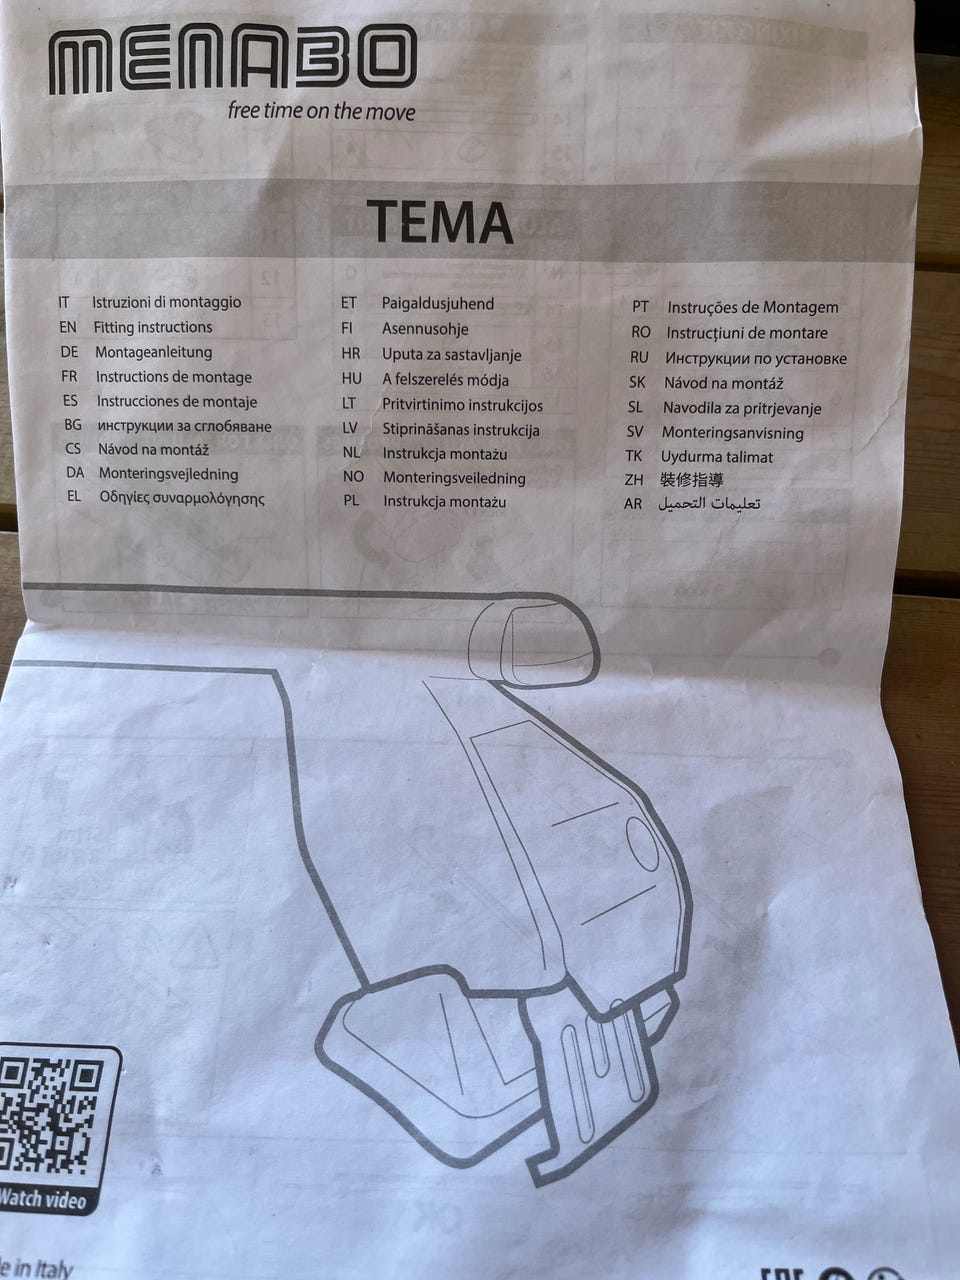 MENABO
free time on the move
TEMA
IT Istruzioni di montaggio
EN Fitting instructions
DE Montageanleitung
FR Instructions de montage
ES Instrucciones de montaje
BG инструкции за сглобяване
CS Návod na montáž
DA Monteringsvejledning
EL Οδηγίες συναρμολόγησης
ET Paigaldusjuhend
FI Asennusohje
HR Uputa za sastavljanje
HU A felszerelés módja
LT Pritvirtinimo instrukcijos
LV Stiprināšanas instrukcija
NL Instrukcja montażu
NO Monteringsveiledning
PL Instrukcja montażu
PT Instruções de Montagem
RO Instrucțiuni de montare
RU Инструкции по установке
SK Návod na montáž
SL Navodila za pritrjevanje
SV Monteringsanvisning
TK Uydurma talimat
ZH 裝修指導
AR تعليمات التحميل
Watch video
in Italy